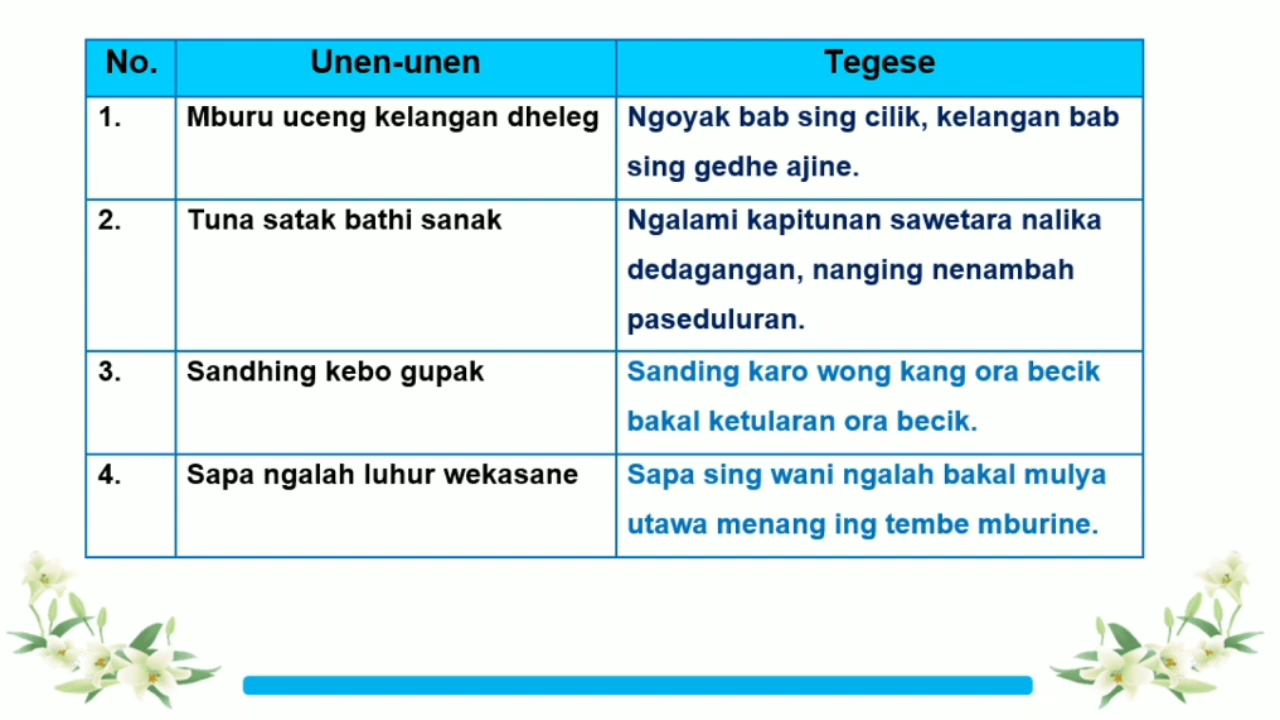 No. Unen-unen Tegese
1. Mburu uceng kelangan dheleg Ngoyak bab sing cilik, kelangan bab
sing gedhe ajine.
2. Tuna satak bathi sanak Ngalami kapitunan sawetara nalika
dedagangan, nanging nenambah
paseduluran.
3. Sandhing kebo gupak Sanding karo wong kang ora becik
bakal ketularan ora becik.
4. Sapa ngalah luhur wekasane Sapa sing wani ngalah bakal mulya
utawa menang ing tembe mburine.